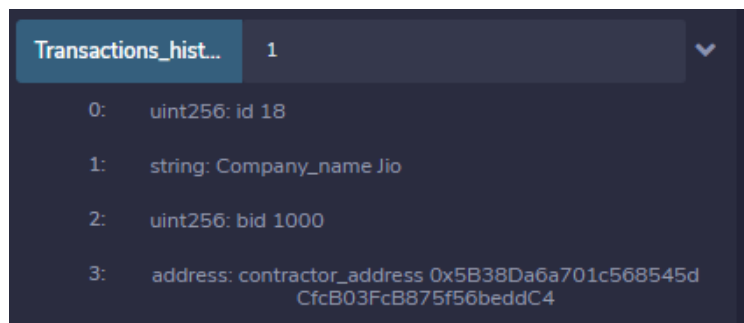 Transactions_hist... 1
0: uint256: id 18
1: string: Company_name Jio
2: uint256: bid 1000
3: address: contractor_address 0x5B38Da6a701c568545d
CfcB03FcB875f56beddC4